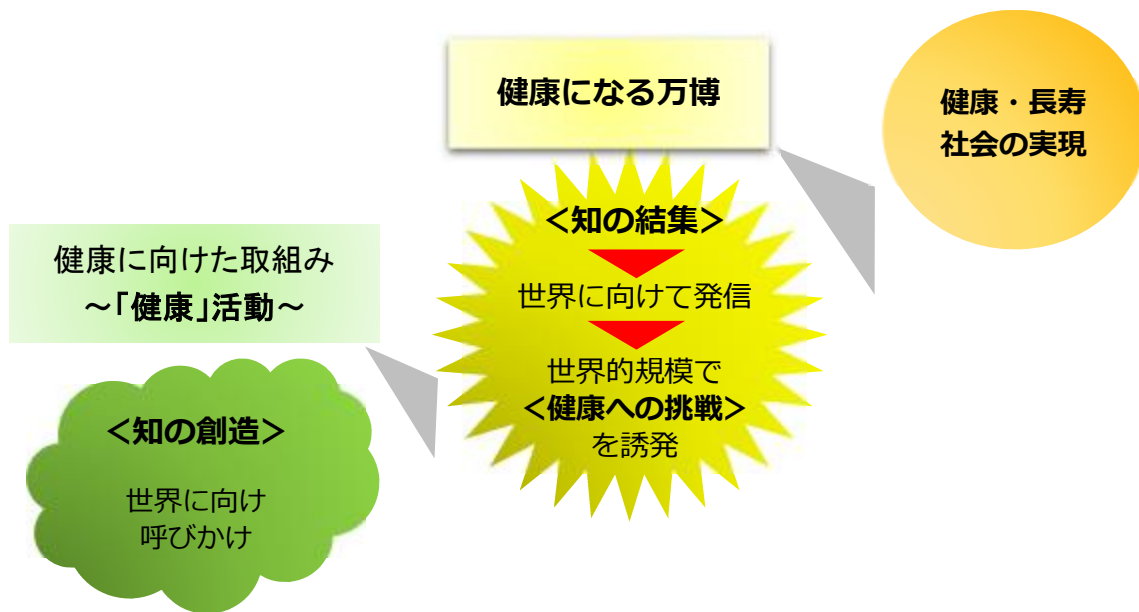 健康に向けた取組み
~「健康」活動~
<知の創造>
世界に向け
呼びかけ
健康になる万博
<知の結集>
世界に向けて発信
世界的規模で
<健康への挑戦>
を誘発
健康・長寿
社会の実現